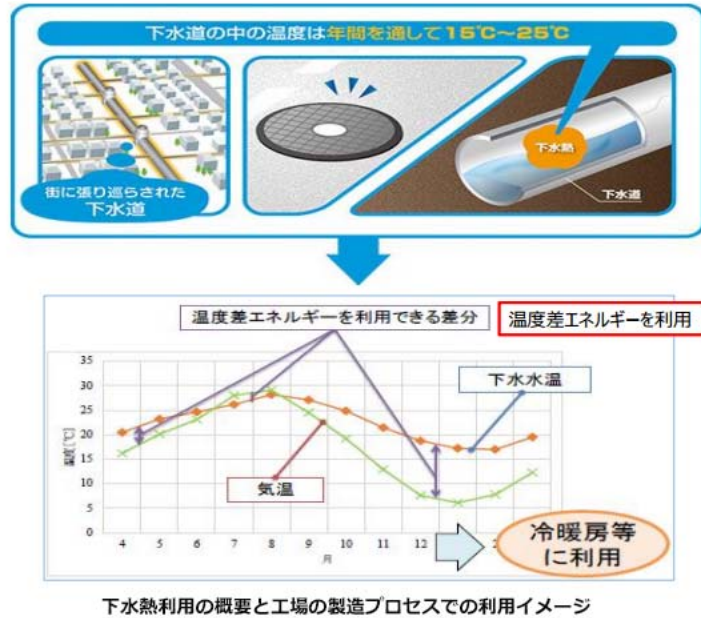 下水道の中の温度は年間を通して15℃～25℃
街に張り巡らされた
下水道
下水熱
下水道
温度差エネルギーを利用できる差分
温度差エネルギーを利用
35
30
25
20
15
10
5
0
温度[℃]
下水水温
気温
4 5 6 7 8 9 10 11 12 2
月
冷暖房等
に利用
下水熱利用の概要と工場の製造プロセスでの利用イメージ